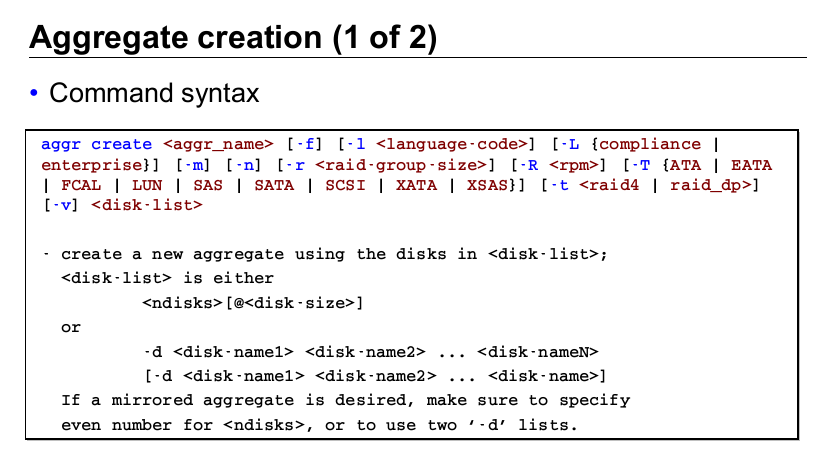 Aggregate creation (1 of 2)
• Command syntax
aggr create <aggr_name> [-f] [-l <language-code>] [-L {compliance |
enterprise}] [-m] [-n] [-r <raid-group-size>] [-R <rpm>] [-T {ATA | EATA
| FCAL | LUN | SAS | SATA | SCSI | XATA | XSAS}] [-t <raid4 | raid_dp>]
[-v] <disk-list>
- create a new aggregate using the disks in <disk-list>;
<disk-list> is either
<ndisks>[@<disk-size>]
or
-d <disk-name1> <disk-name2> ... <disk-nameN>
[-d <disk-name1> <disk-name2> ... <disk-name>]
If a mirrored aggregate is desired, make sure to specify
even number for <ndisks>, or to use two ‘-d’ lists.